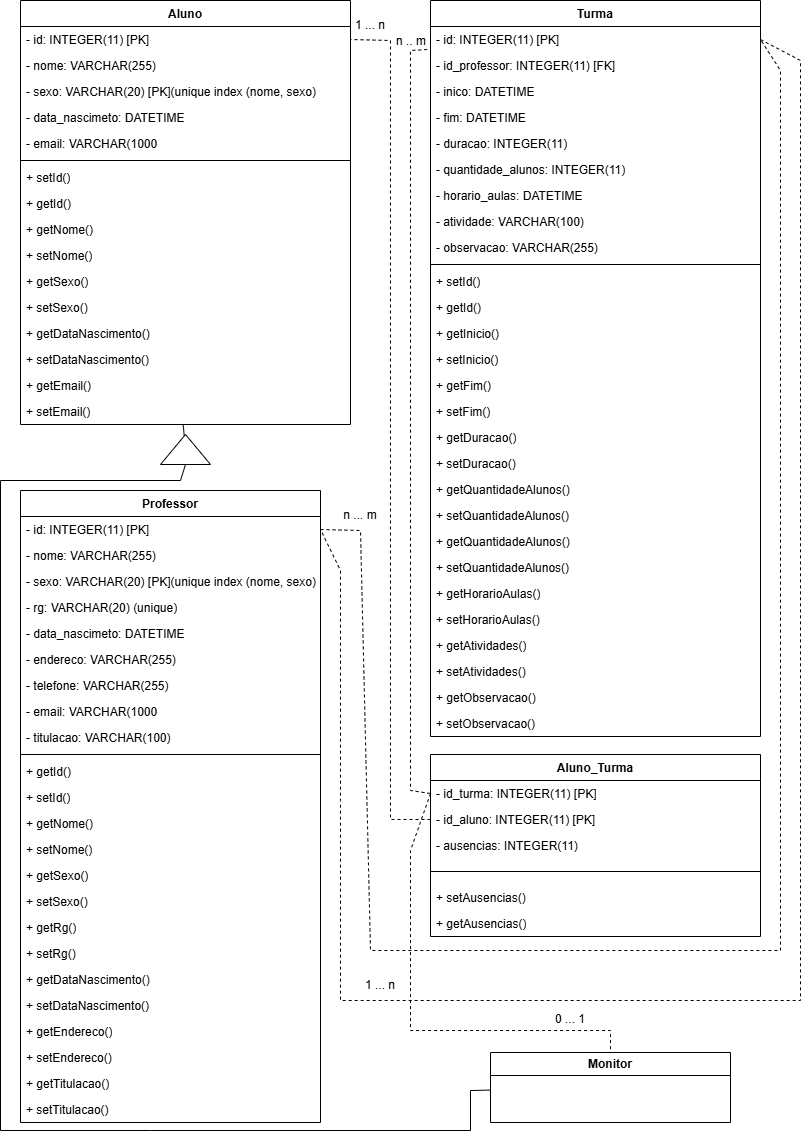 Aluno
- id: INTEGER(11) [PK]
- nome: VARCHAR(255)
- sexo: VARCHAR(20) [PK](unique index (nome, sexo)
- data_nascimeto: DATETIME
- email: VARCHAR(1000
+ setId()
+ getId()
+ getNome()
+ setNome()
+ getSexo()
+ setSexo()
+ getDataNascimento()
+ setDataNascimento()
+ getEmail()
+ setEmail()
1 ... n
n .. m
Turma
- id: INTEGER(11) [PK]
- id_professor: INTEGER(11) [FK]
- inico: DATETIME
- fim: DATETIME
- duracao: INTEGER(11)
- quantidade_alunos: INTEGER(11)
- horario_aulas: DATETIME
- atividade: VARCHAR(100)
- observacao: VARCHAR(255)
+ setId()
+ getId()
+ getInicio()
+ setInicio()
+ getFim()
+ setFim()
+ getDuracao()
+ setDuracao()
+ getQuantidadeAlunos()
+ setQuantidadeAlunos()
+ getQuantidadeAlunos()
+ setQuantidadeAlunos()
+ getHorarioAulas()
+ setHorarioAulas()
+ getAtividades()
+ setAtividades()
+ getObservacao()
+ setObservacao()
Professor
- id: INTEGER(11) [PK]
- nome: VARCHAR(255)
- sexo: VARCHAR(20) [PK](unique index (nome, sexo)
- rg: VARCHAR(20) (unique)
- data_nascimeto: DATETIME
- endereco: VARCHAR(255)
- telefone: VARCHAR(255)
- email: VARCHAR(1000
- titulacao: VARCHAR(100)
+ getId()
+ setId()
+ getNome()
+ setNome()
+ getSexo()
+ setSexo()
+ getRg()
+ setRg()
+ getDataNascimento()
+ setDataNascimento()
+ getEndereco()
+ setEndereco()
+ getTitulacao()
+ setTitulacao()
n ... m
Aluno_Turma
- id_turma: INTEGER(11) [PK]
- id_aluno: INTEGER(11) [PK]
- ausencias: INTEGER(11)
+ setAusencias()
+ getAusencias()
1 ... n
0 ... 1
Monitor